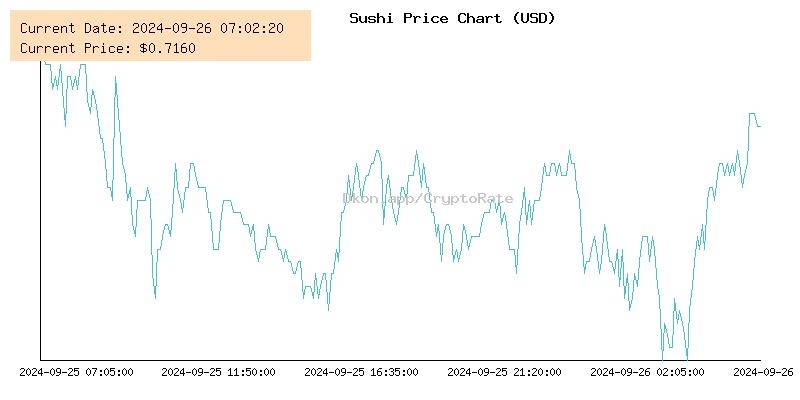 Sushi Price Chart (USD)
Current Date: 2024-09-26 07:02:20
Current Price: $0.7160
Dkon.app/CryptoRate
2024-09-25 07:05:00 2024-09-25 11:50:00 2024-09-25 16:35:00 2024-09-25 21:20:00 2024-09-26 02:05:00 2024-09-26